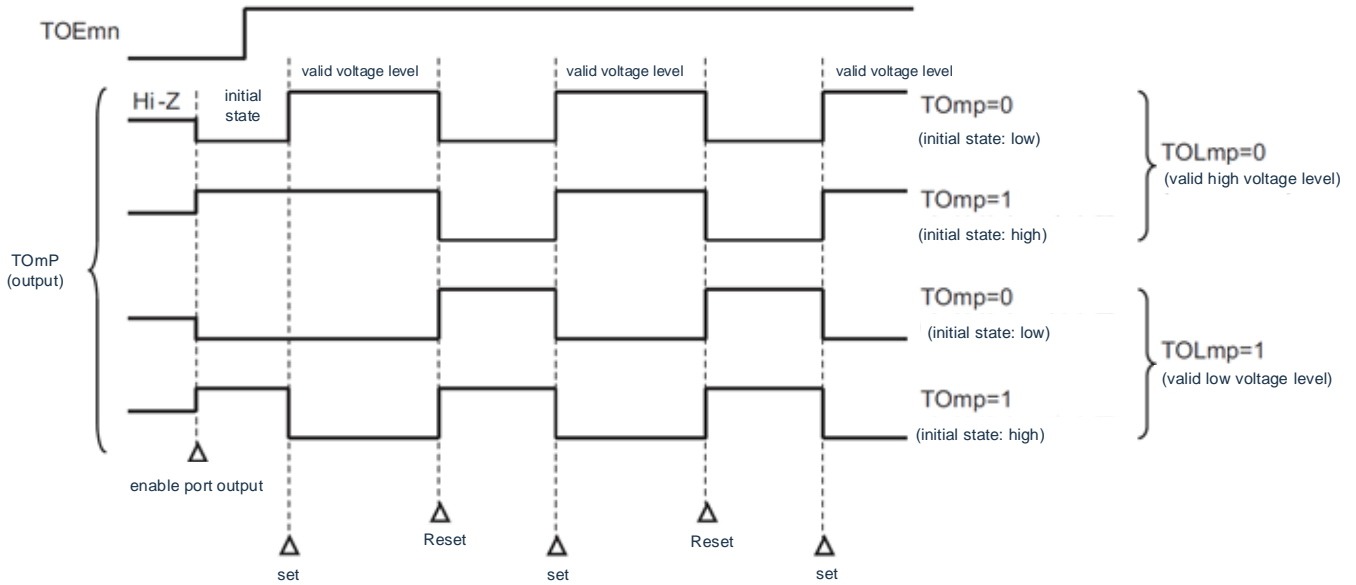 TOEmn
valid voltage level
valid voltage level
valid voltage level
Hi-Z
initial
state
TOmp=0
(initial state: low)
TOLmp=0
(valid high voltage level)
TOmp=1
(initial state: high)
TOmP
(output)
TOmp=0
(initial state: low)
TOLmp=1
(valid low voltage level)
TOmp=1
(initial state: high)
enable port output
Reset
Reset
set
set
set